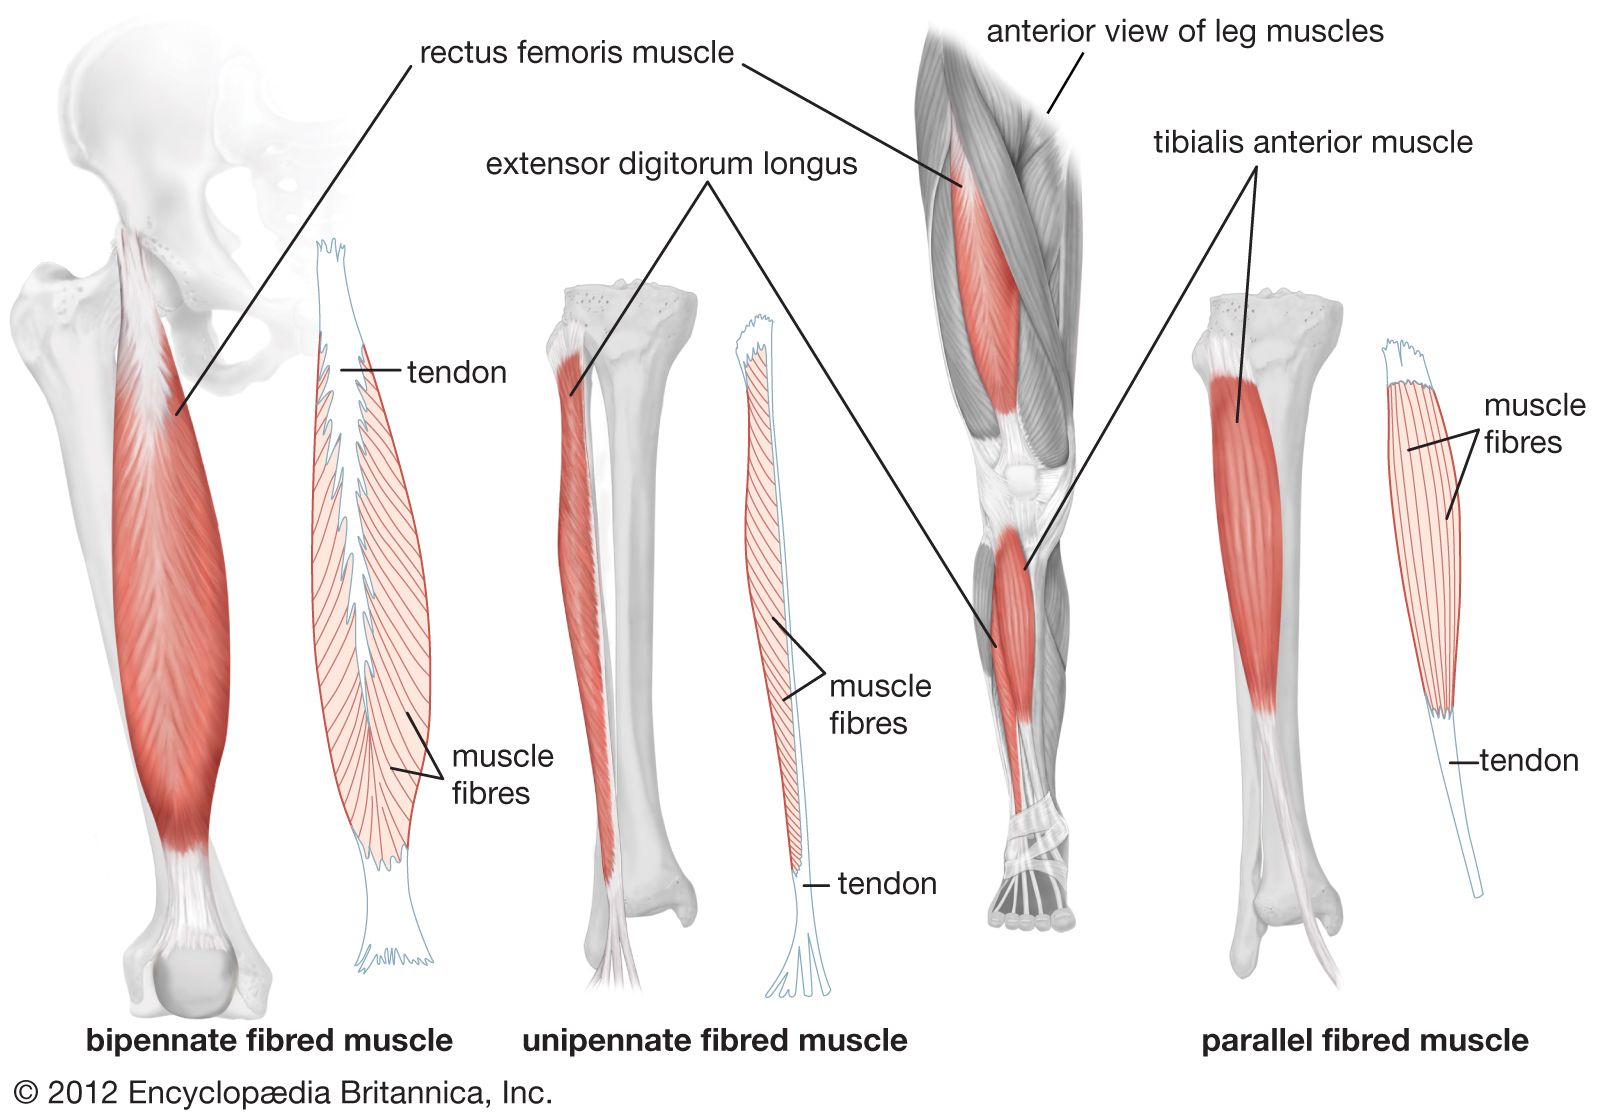 anterior view of leg muscles
rectus femoris muscle
extensor digitorum longus
tibialis anterior muscle
tendon
muscle
fibres
muscle
fibres
muscle
fibres
tendon
tendon
bipennate fibred muscle
unipennate fibred muscle
parallel fibred muscle
© 2012 Encyclopædia Britannica, Inc.